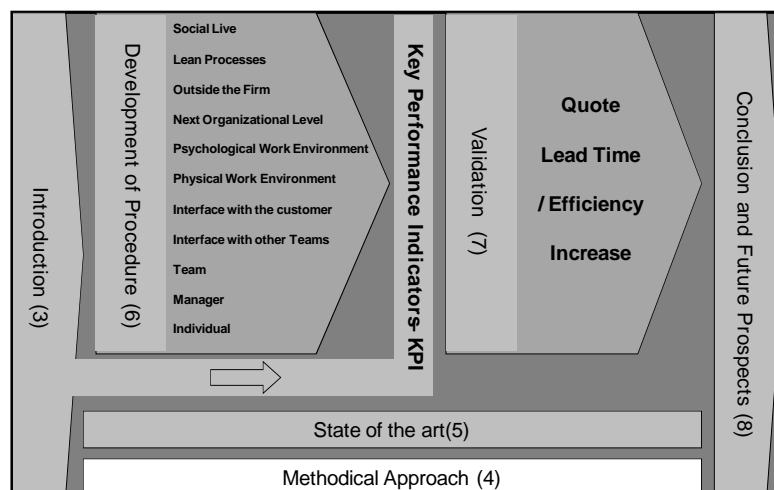 Introduction (3)
Development of Procedure (6)
Social Live
Lean Processes
Outside the Firm
Next Organizational Level
Psychological Work Environment
Physical Work Environment
Interface with the customer
Interface with other Teams
Team
Manager
Individual
Key Performance Indicators- KPI
Validation (7)
Quote
Lead Time
/ Efficiency
Increase
Conclusion and Future Prospects (8)
State of the art(5)
Methodical Approach (4)